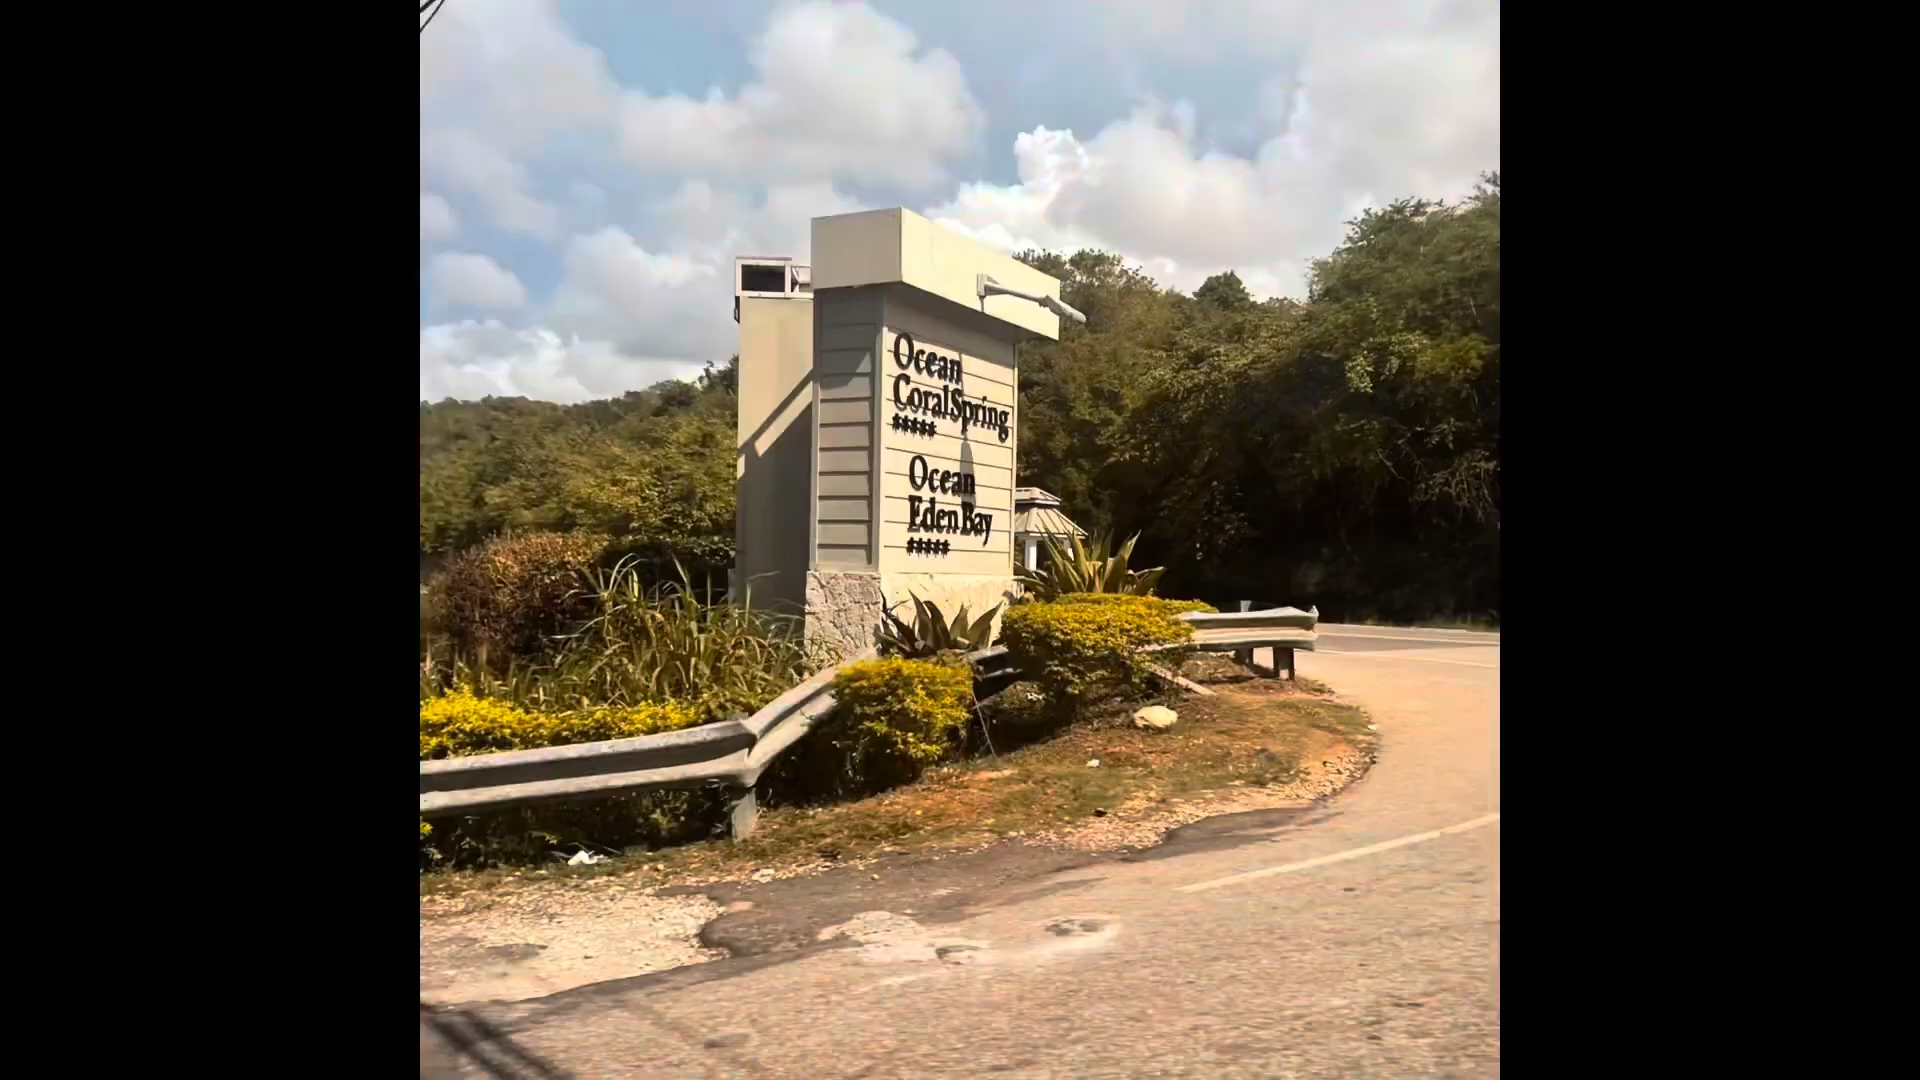 Ocean
Coral Spring
*****
Ocean
Eden Bay
*****